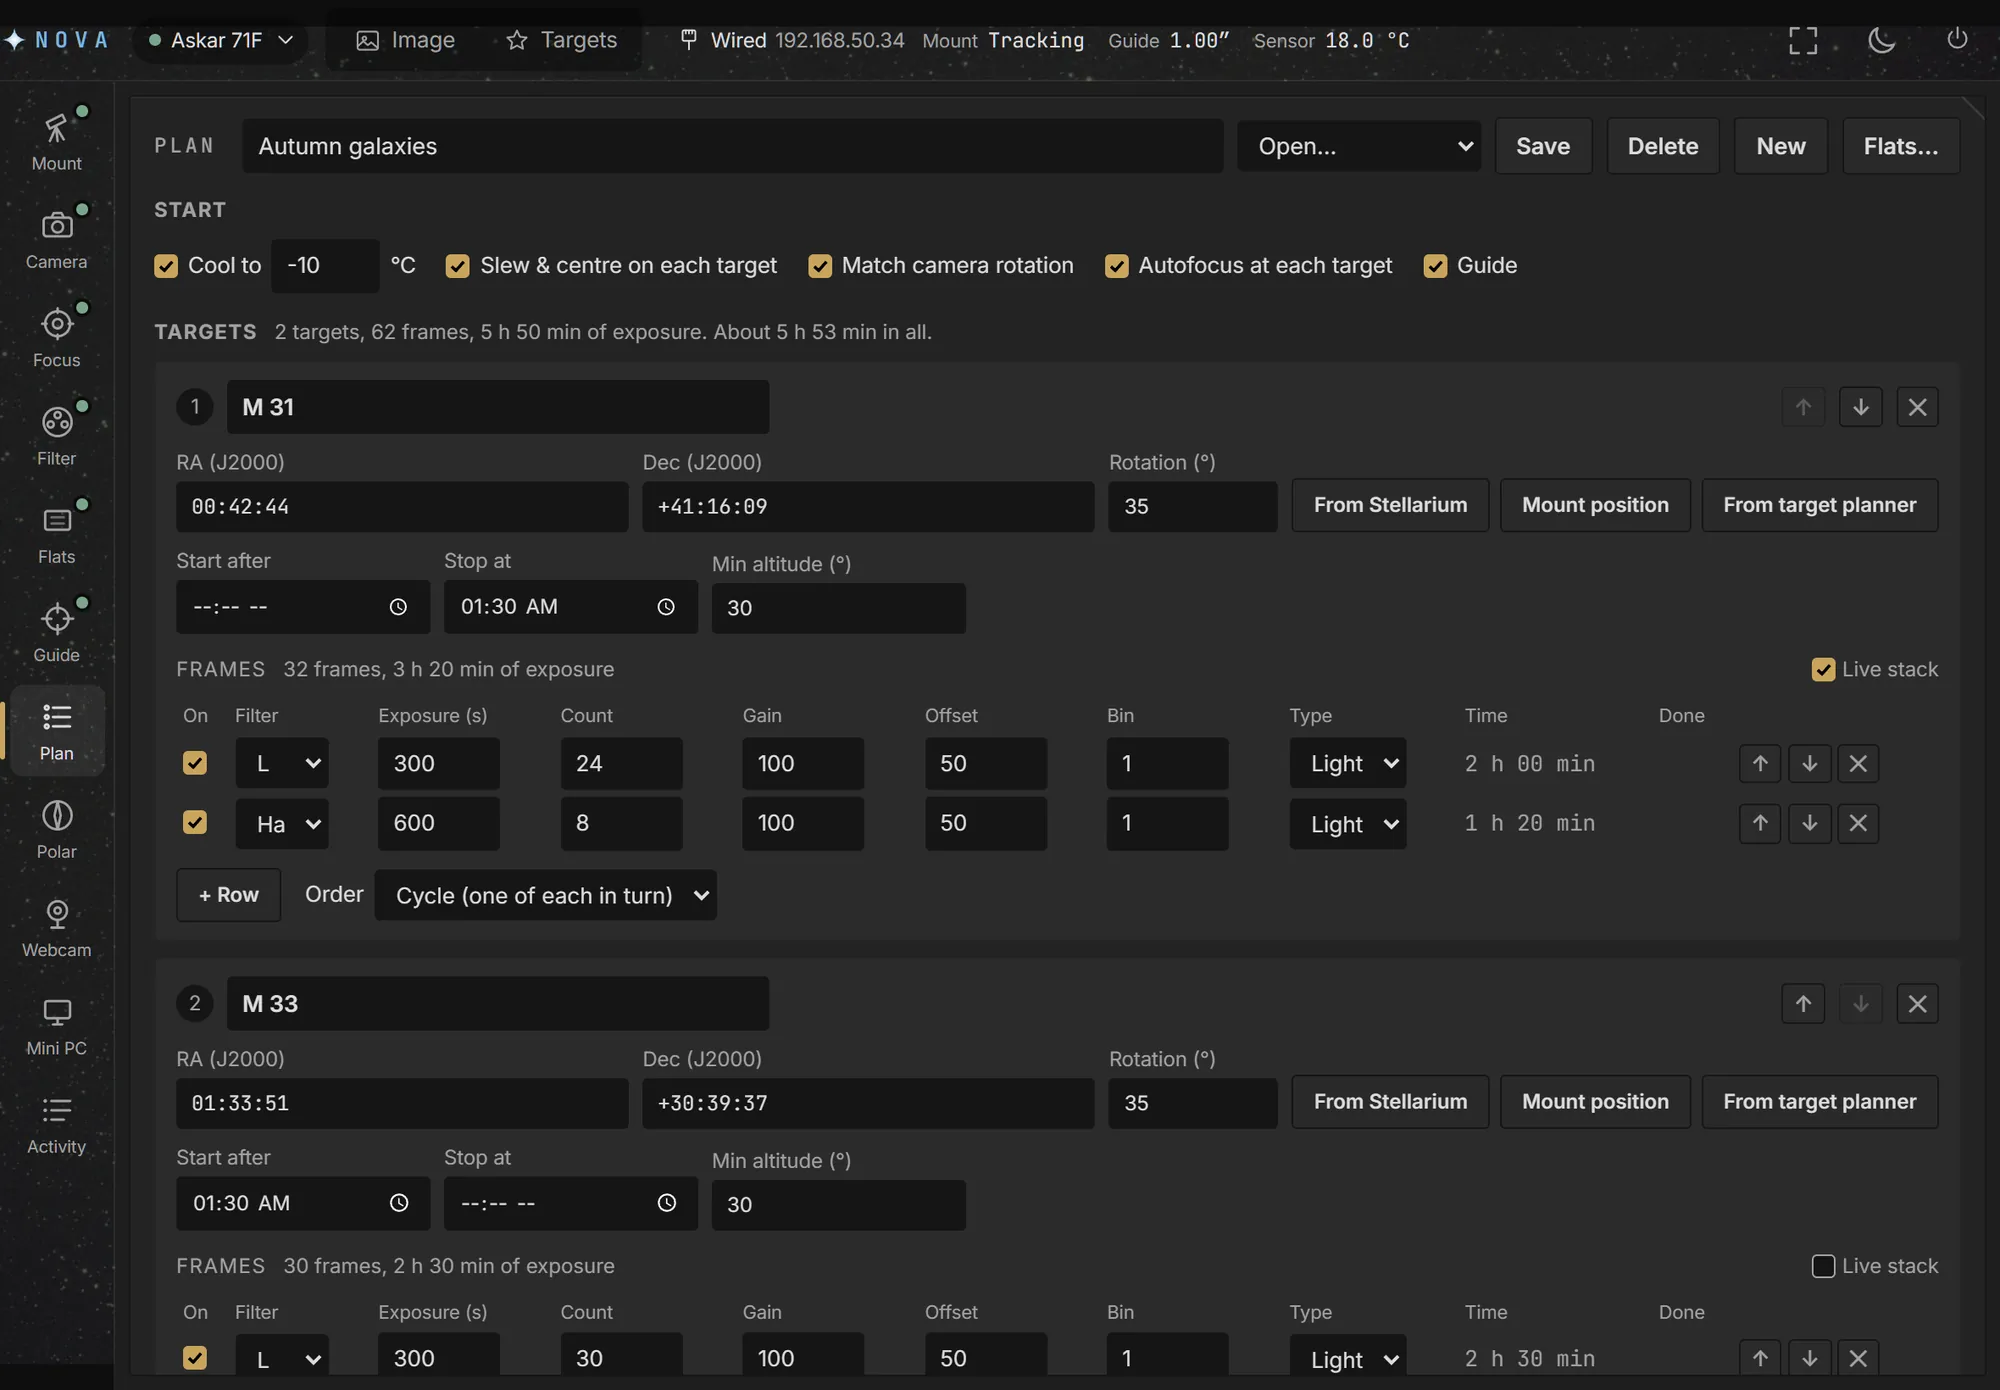 NOVA Askar 71F Image Targets Wired 192.168.50.34 Mount Tracking Guide 1.00″ Sensor 18.0 °C
Mount
Camera
Focus
Filter
Flats
Guide
Plan
Polar
Webcam
Mini PC
Activity
PLAN Autumn galaxies Open... Save Delete New Flats...
START
Cool to -10 °C Slew & centre on each target Match camera rotation Autofocus at each target Guide
TARGETS 2 targets, 62 frames, 5 h 50 min of exposure. About 5 h 53 min in all.
1 M 31
RA (J2000) Dec (J2000) Rotation (°)
00:42:44 +41:16:09 35 From Stellarium Mount position From target planner
Start after Stop at Min altitude (°)
--:-- -- 01:30 AM 30
FRAMES 32 frames, 3 h 20 min of exposure Live stack
On Filter Exposure (s) Count Gain Offset Bin Type Time Done
L 300 24 100 50 1 Light 2 h 00 min
Ha 600 8 100 50 1 Light 1 h 20 min
+ Row Order Cycle (one of each in turn)
2 M 33
RA (J2000) Dec (J2000) Rotation (°)
01:33:51 +30:39:37 35 From Stellarium Mount position From target planner
Start after Stop at Min altitude (°)
01:30 AM --:-- -- 30
FRAMES 30 frames, 2 h 30 min of exposure Live stack
On Filter Exposure (s) Count Gain Offset Bin Type Time Done
L 300 30 100 50 1 Light 2 h 30 min